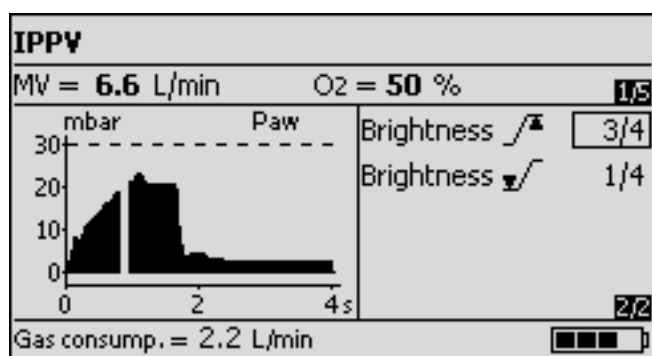 IPPV
MV = 6.6 L/min O2 = 50 %
1/5
mbar Paw
30
20
10
0
0 2 4 s
Brightness 3/4
Brightness 1/4
2/2
Gas consump. = 2.2 L/min